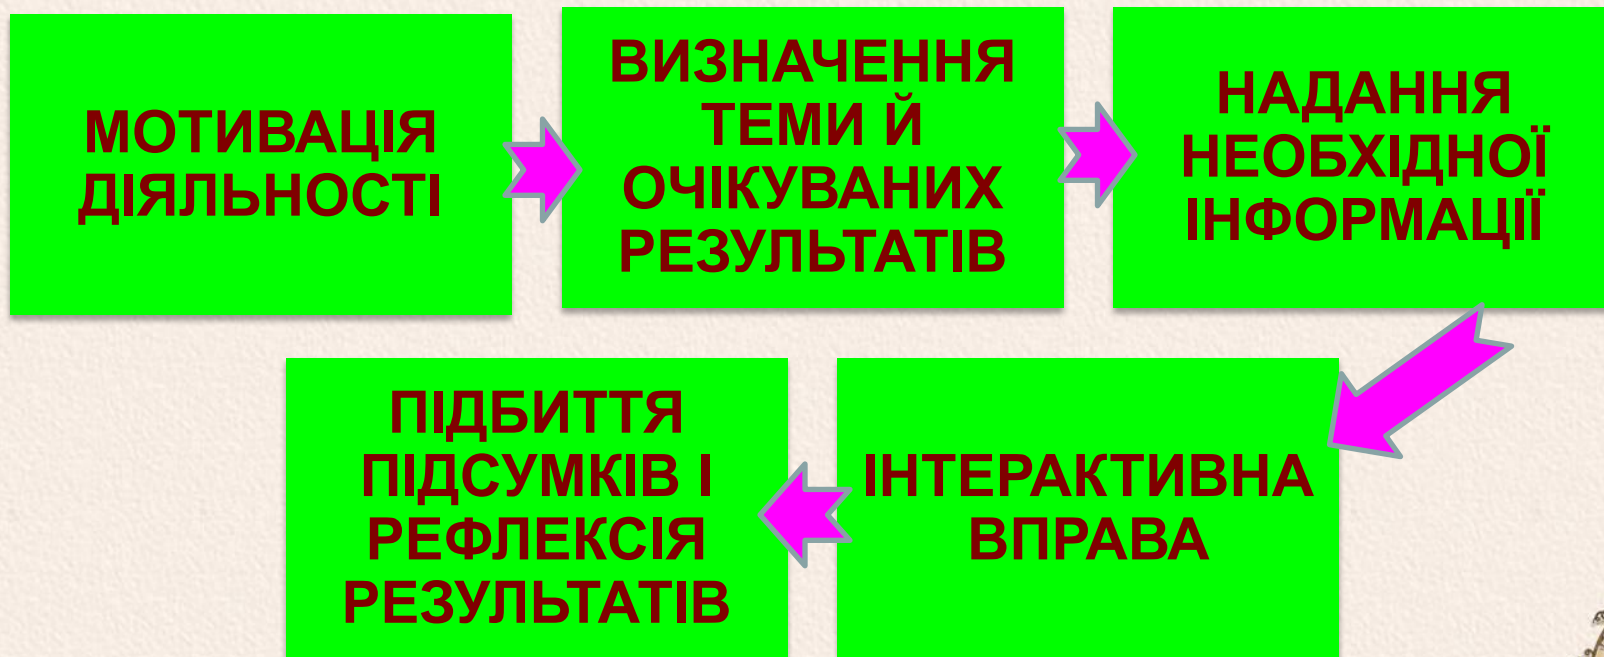 МОТИВАЦІЯ
ДІЯЛЬНОСТІ
ВИЗНАЧЕННЯ
ТЕМИ Й
ОЧІКУВАНИХ
РЕЗУЛЬТАТІВ
НАДАННЯ
НЕОБХІДНОЇ
ІНФОРМАЦІЇ
ІНТЕРАКТИВНА
ВПРАВА
ПІДБИТТЯ
ПІДСУМКІВ І
РЕФЛЕКСІЯ
РЕЗУЛЬТАТІВ